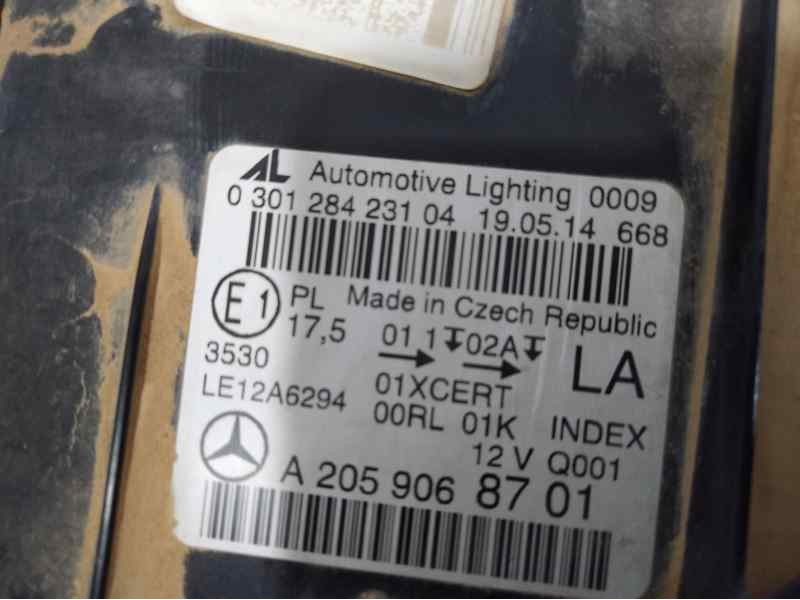 AL Automotive Lighting 0009
0 301 284 231 04 19.05.14 668
E1 PL Made in Czech Republic
17,5 01 1 02A LA
3530
LE12A6294 01XCERT
00RL 01K INDEX
12 V Q001
A 205 906 87 01